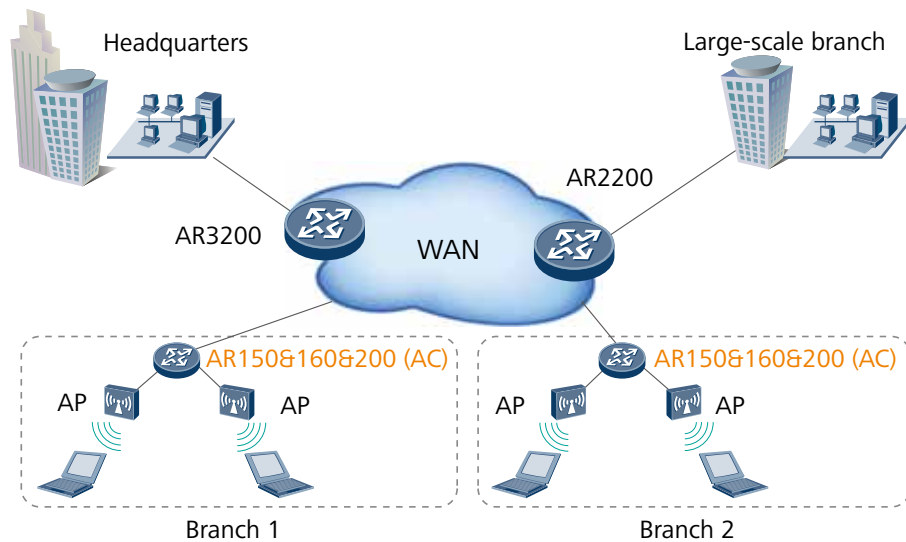 Headquarters
Large-scale branch
AR2200
AR3200
WAN
AR150&160&200 (AC)
AR150&160&200 (AC)
AP
AP
AP
AP
Branch 1
Branch 2